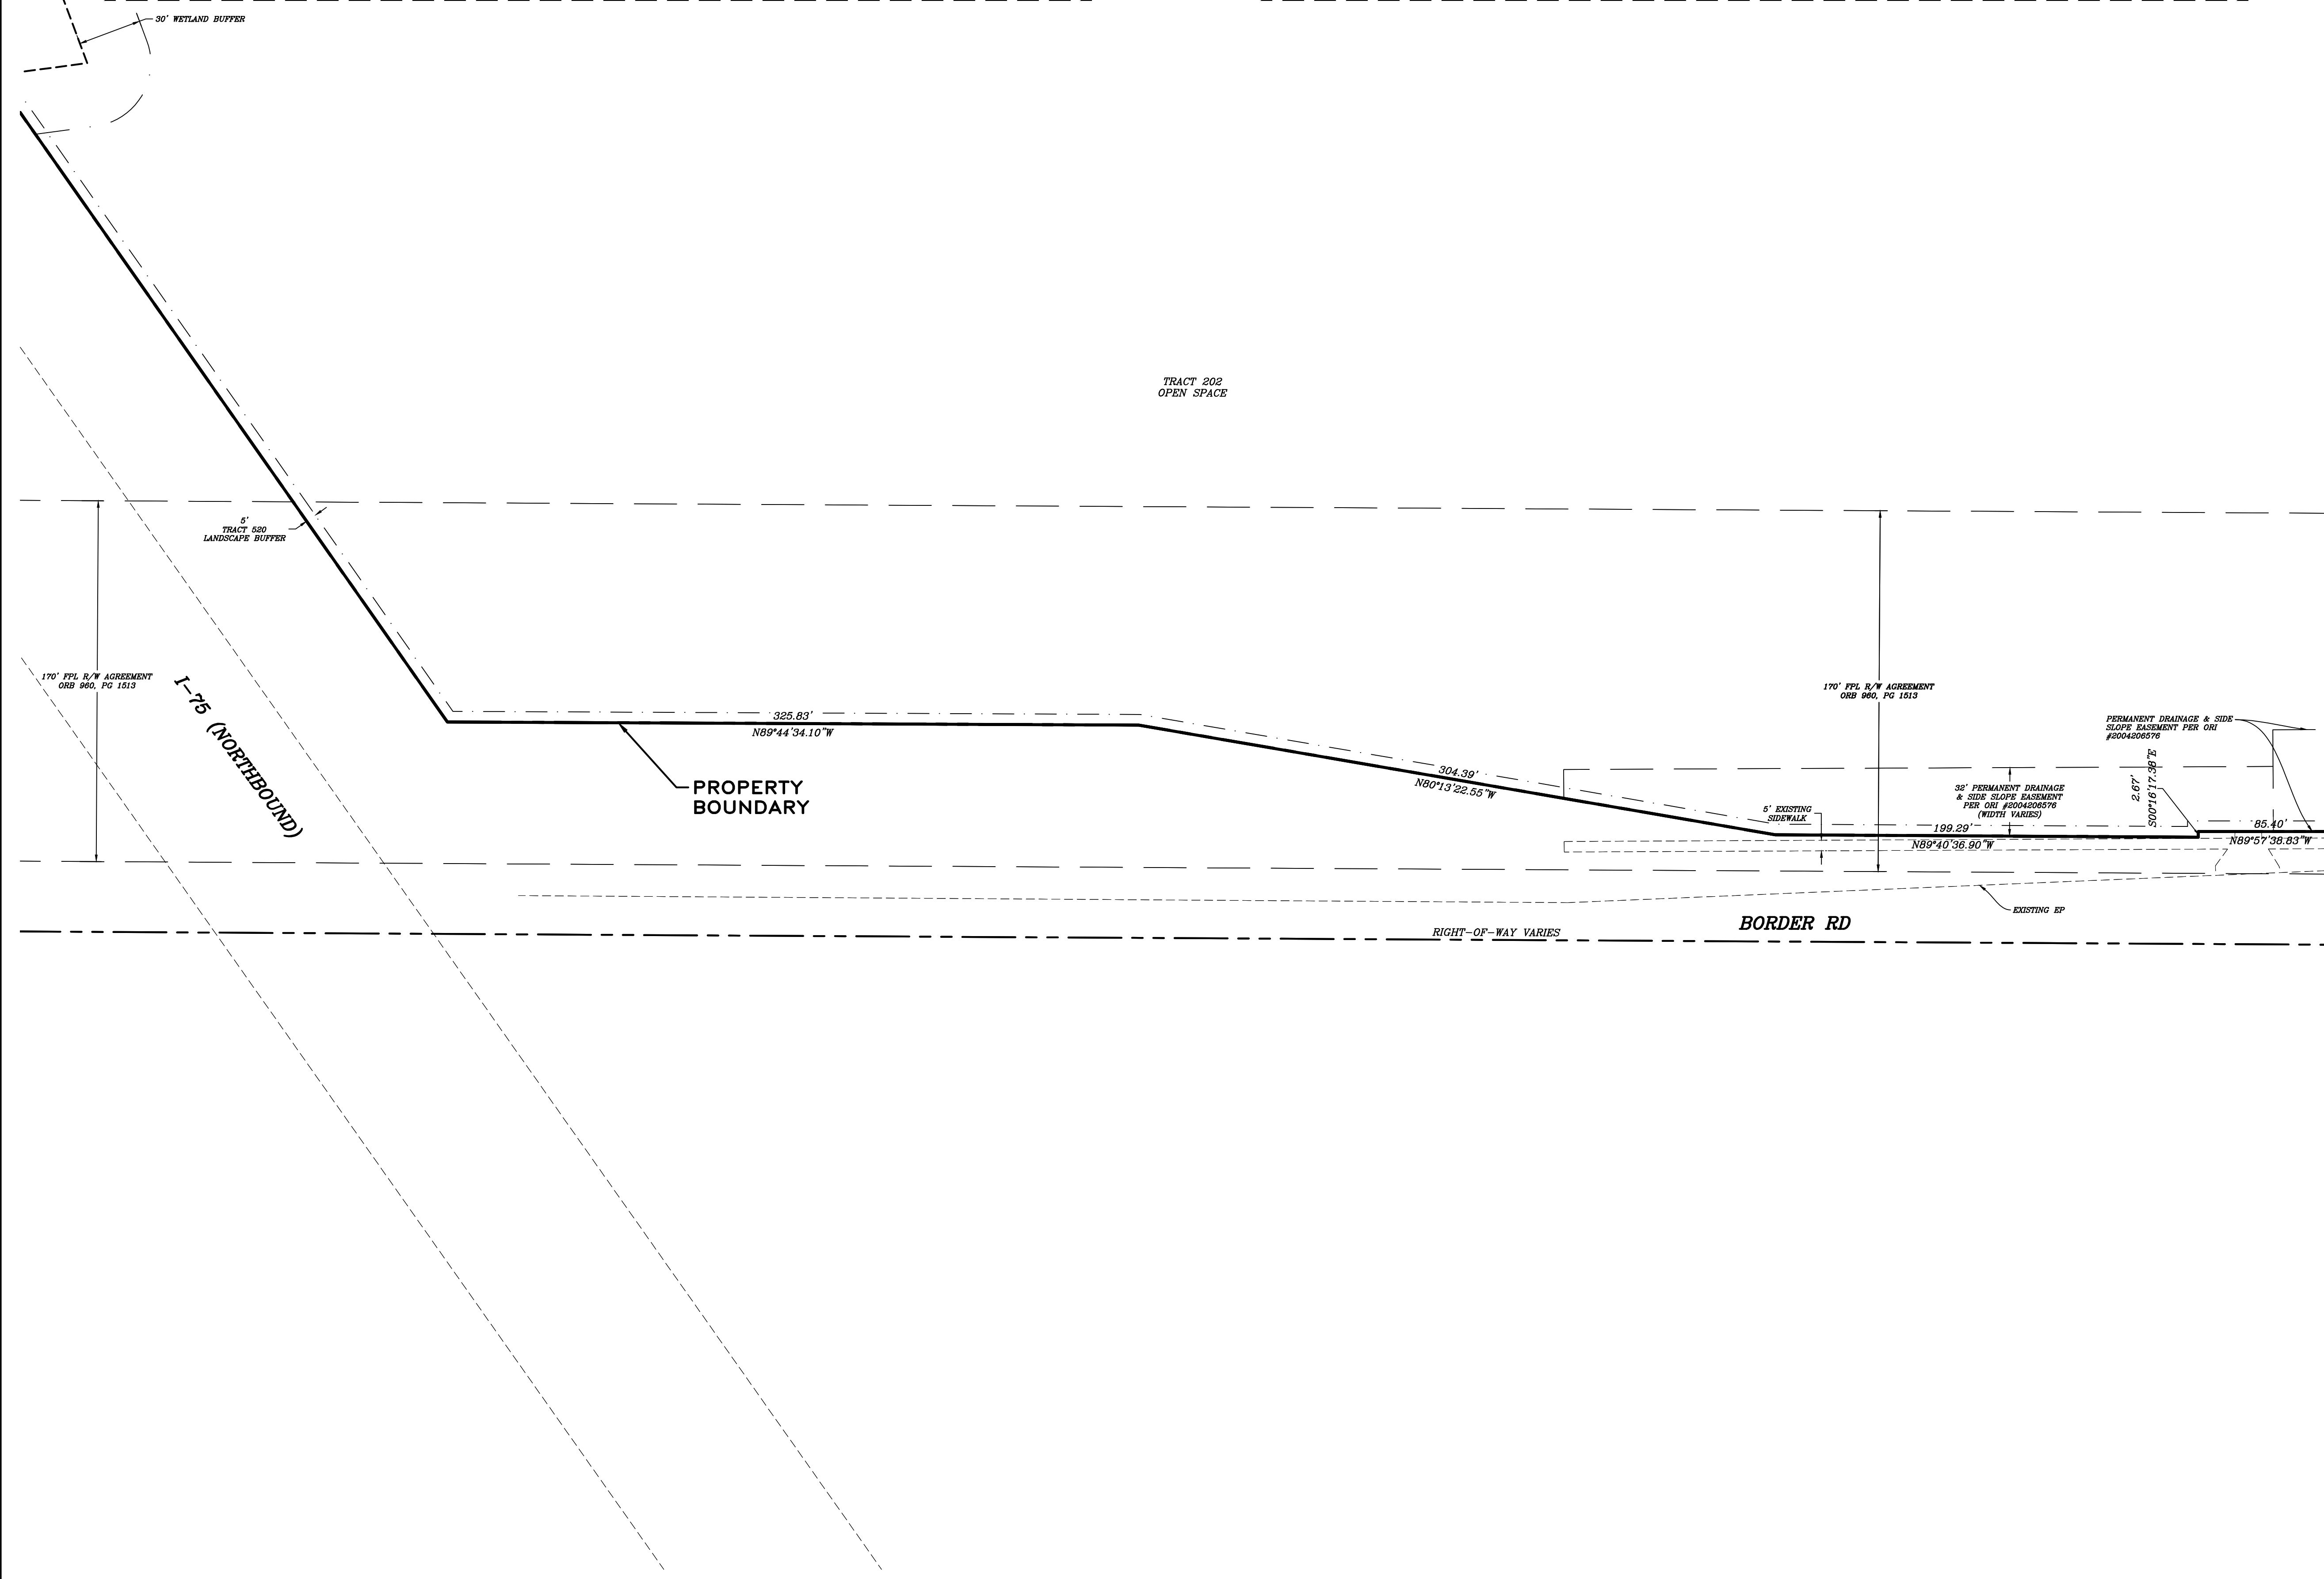 30' WETLAND BUFFER
TRACT 202
OPEN SPACE
5'
TRACT 520
LANDSCAPE BUFFER
170' FPL R/W AGREEMENT
ORB 960, PG 1513
I-75 (NORTHBOUND)
325.83'
N89°44'34.10"W
PROPERTY
BOUNDARY
304.39'
N80°13'22.55"W
170' FPL R/W AGREEMENT
ORB 960, PG 1513
5' EXISTING
SIDEWALK
32' PERMANENT DRAINAGE
& SIDE SLOPE EASEMENT
PER ORI #2004206576
(WIDTH VARIES)
199.29'
N89°40'36.90"W
PERMANENT DRAINAGE & SIDE
SLOPE EASEMENT PER ORI
#2004206576
2.67'
S00°16'17.38"E
85.40'
N89°57'38.83"W
EXISTING EP
BORDER RD
RIGHT-OF-WAY VARIES